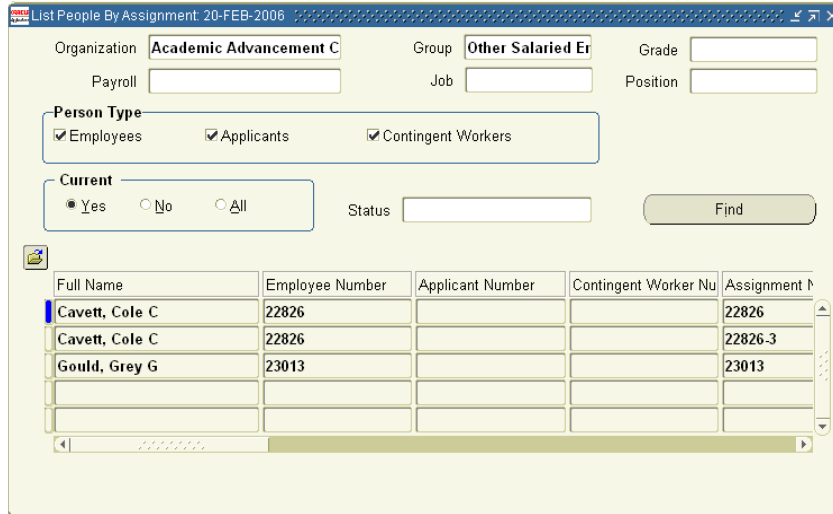 List People By Assignment: 20-FEB-2006
Organization Academic Advancement C Group Other Salaried Er Grade
Payroll Job Position
Person Type
Employees Applicants Contingent Workers
Current
Yes No All Status Find
Full Name Employee Number Applicant Number Contingent Worker Nu Assignment N
Cavett, Cole C 22826 22826
Cavett, Cole C 22826 22826-3
Gould, Grey G 23013 23013